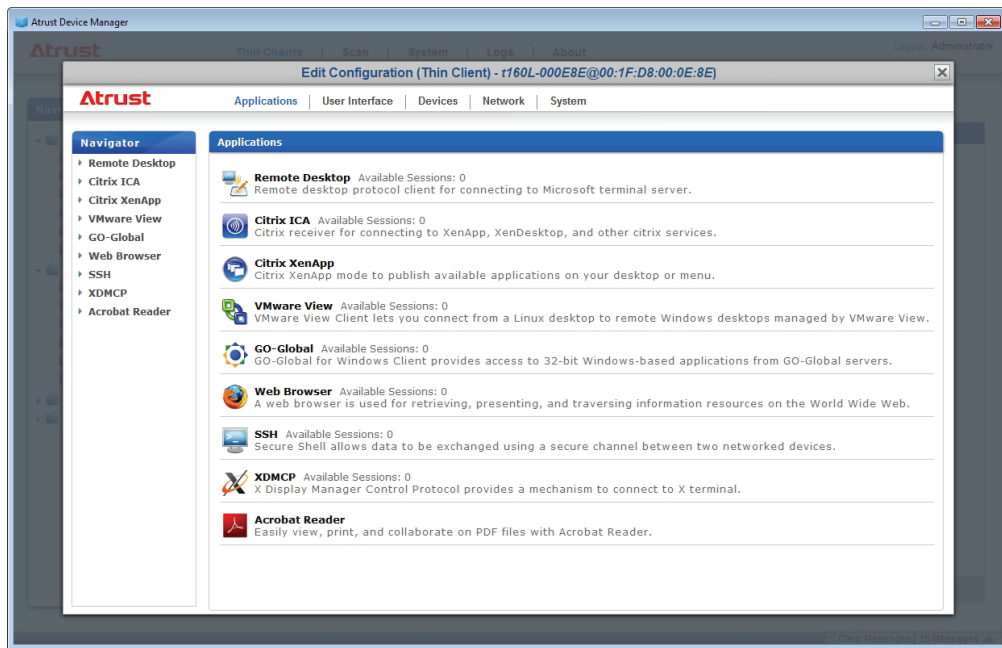 Atrust Device Manager
Atrust
Thin Clients | Scan | System | Logs | About
Logout Administrator
Edit Configuration (Thin Client) - t160L-000E8E@00:1F:D8:00:0E:8E)
Atrust
Applications | User Interface | Devices | Network | System
Navigator
Remote Desktop
Citrix ICA
Citrix XenApp
VMware View
GO-Global
Web Browser
SSH
XDMCP
Acrobat Reader
Applications
Remote Desktop Available Sessions: 0
Remote desktop protocol client for connecting to Microsoft terminal server.
Citrix ICA Available Sessions: 0
Citrix receiver for connecting to XenApp, XenDesktop, and other citrix services.
Citrix XenApp
Citrix XenApp mode to publish available applications on your desktop or menu.
VMware View Available Sessions: 0
VMware View Client lets you connect from a Linux desktop to remote Windows desktops managed by VMware View.
GO-Global Available Sessions: 0
GO-Global for Windows Client provides access to 32-bit Windows-based applications from GO-Global servers.
Web Browser Available Sessions: 0
A web browser is used for retrieving, presenting, and traversing information resources on the World Wide Web.
SSH Available Sessions: 0
Secure Shell allows data to be exchanged using a secure channel between two networked devices.
XDMCP Available Sessions: 0
X Display Manager Control Protocol provides a mechanism to connect to X terminal.
Acrobat Reader
Easily view, print, and collaborate on PDF files with Acrobat Reader.
Clear Messages | 15 Messages